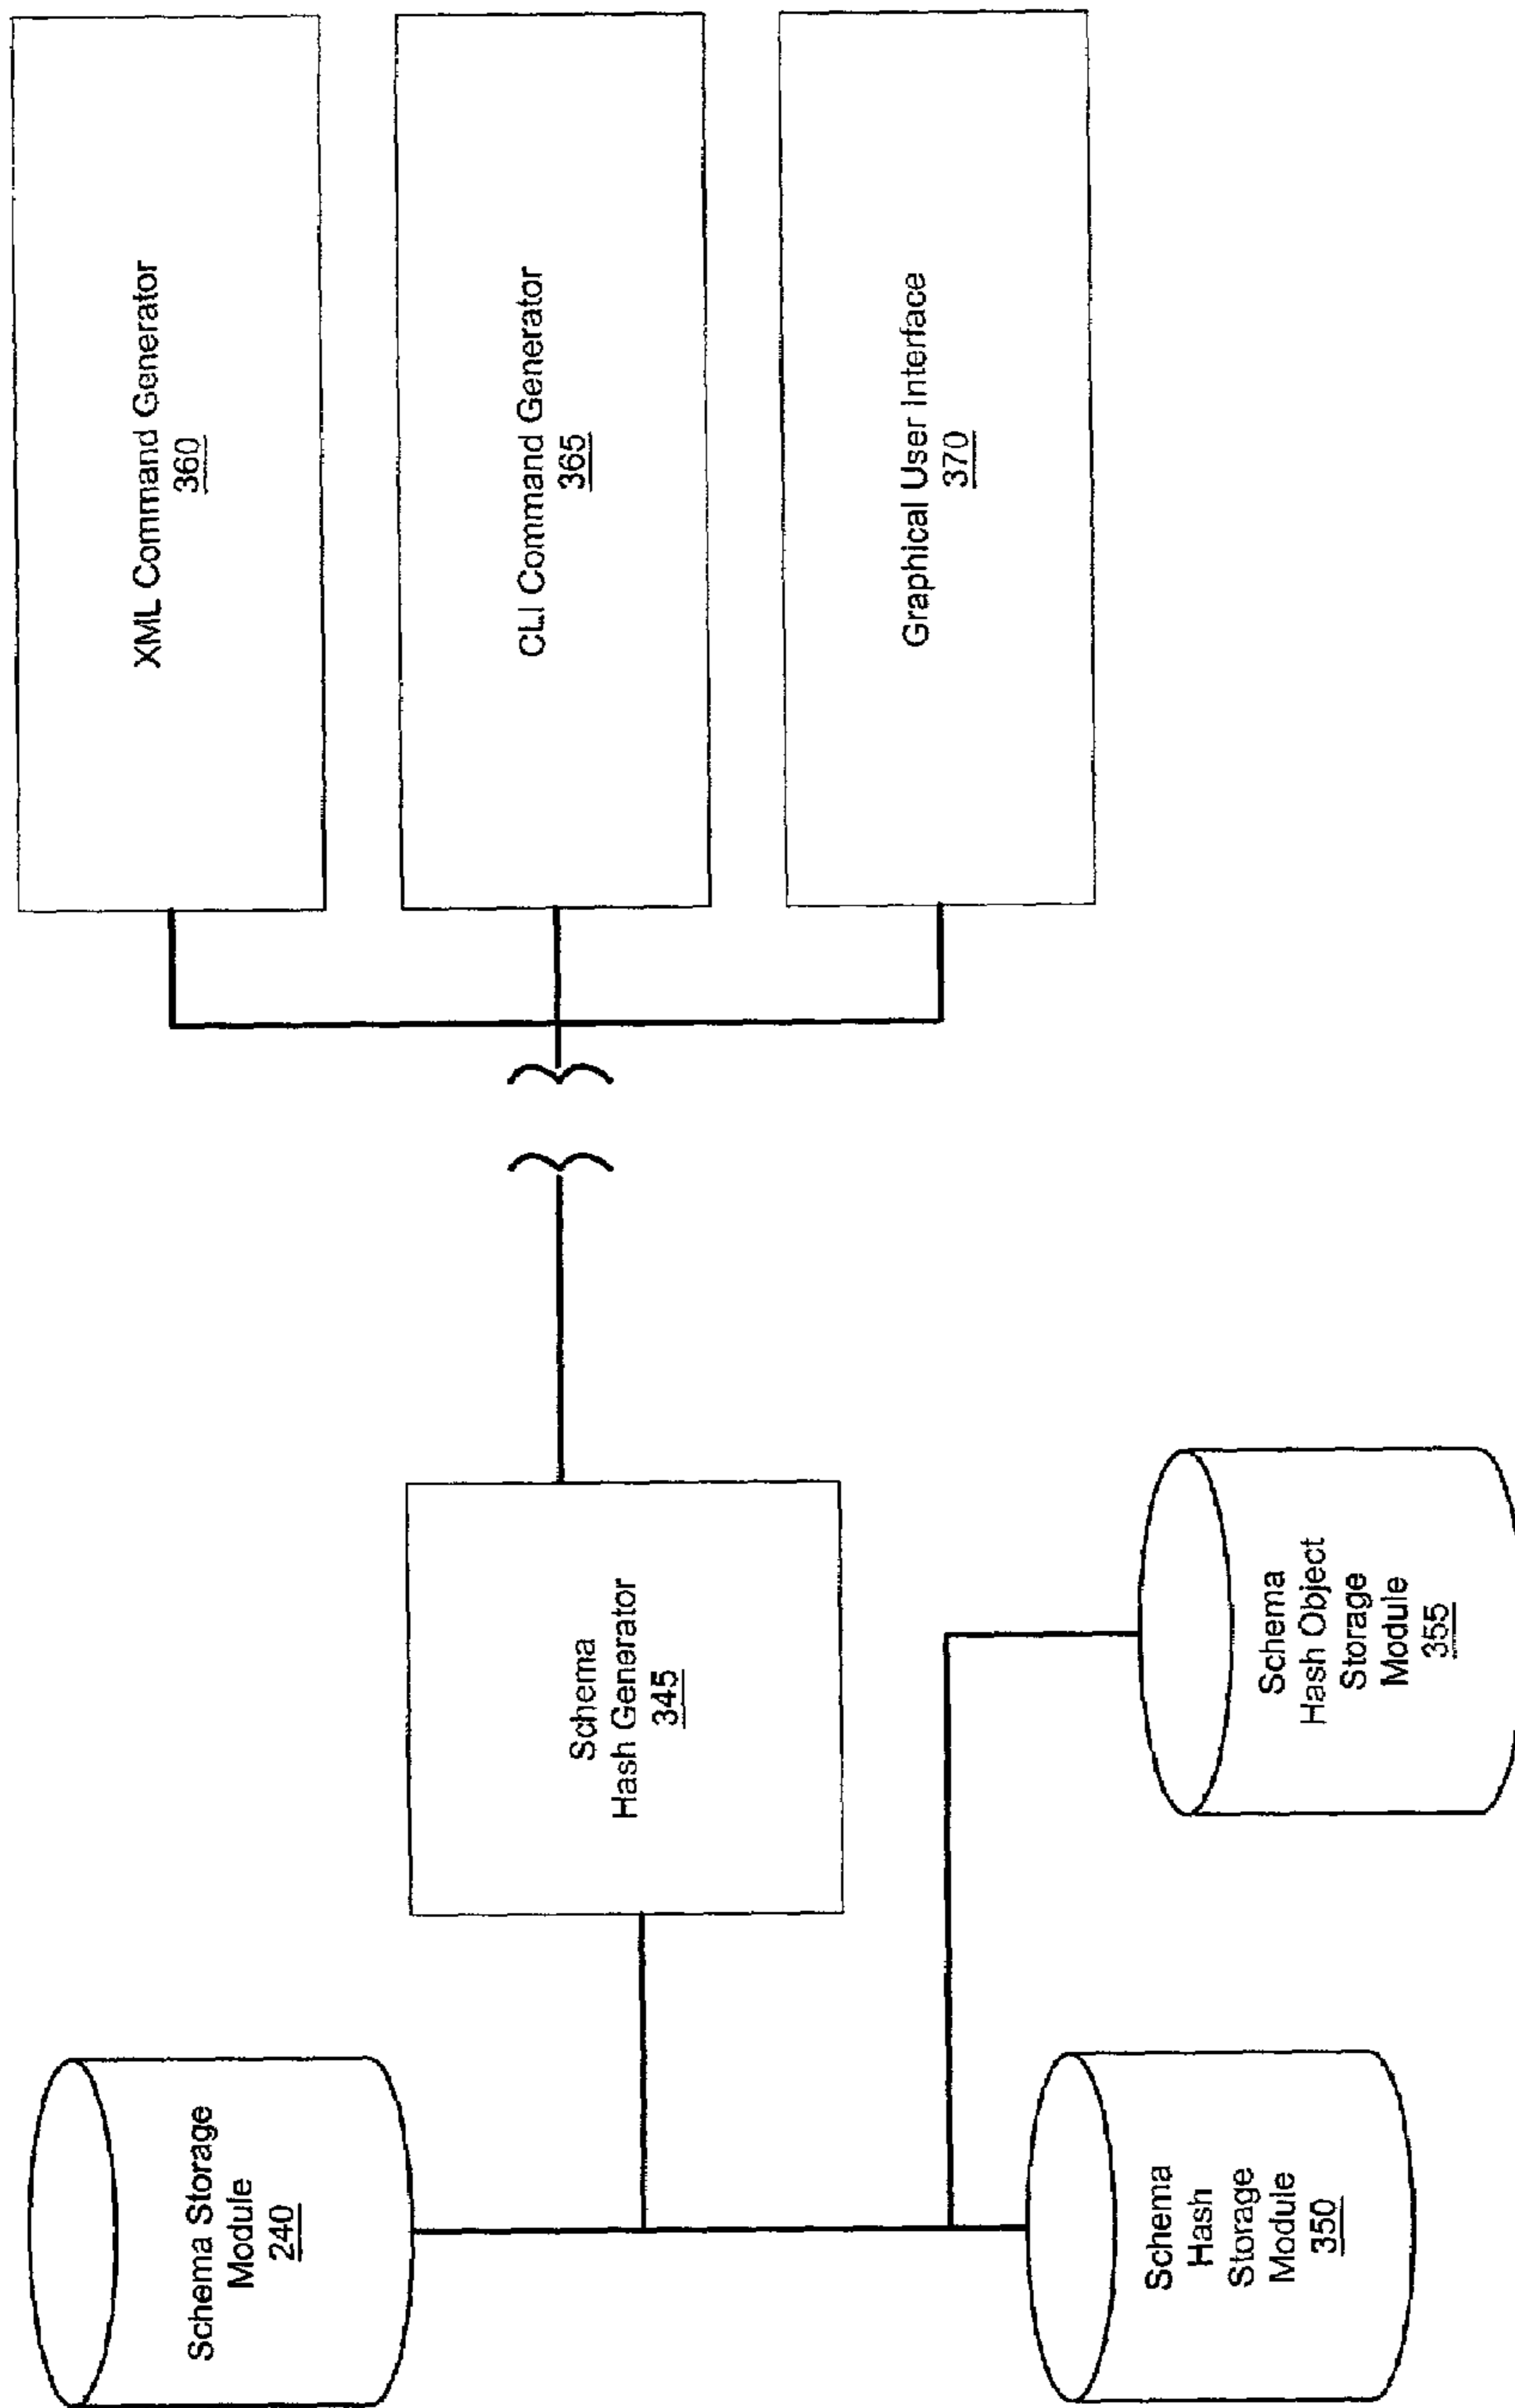 XML Command Generator
360
CLI Command Generator
365
Graphical User Interface
370
Schema
Hash Generator
345
Schema Storage
Module
240
Schema
Hash
Storage
Module
350
Schema
Hash Object
Storage
Module
355